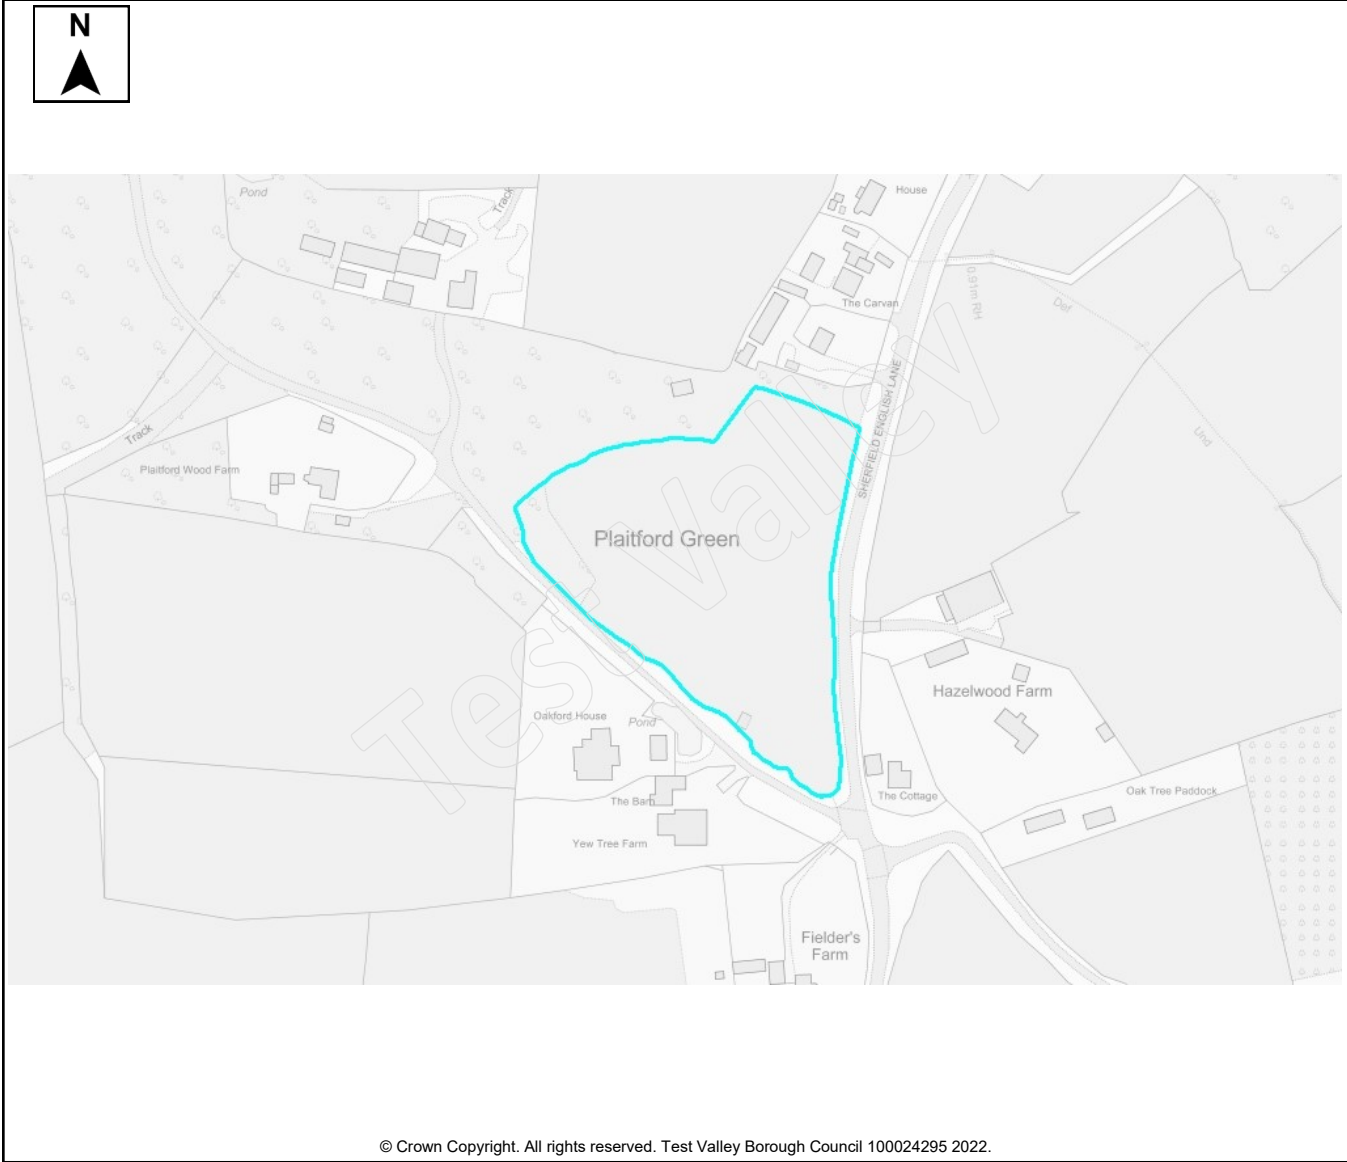 N
Pond
Track
House
The Carvan
0.91m RH
Def
SHERFIELD ENGLISH LANE
Und
Track
Plaitford Wood Farm
Plaitford Green
Test Valley
Hazelwood Farm
Oakford House
Pond
The Barn
The Cottage
Oak Tree Paddock
Yew Tree Farm
Fielder's
Farm
© Crown Copyright. All rights reserved. Test Valley Borough Council 100024295 2022.